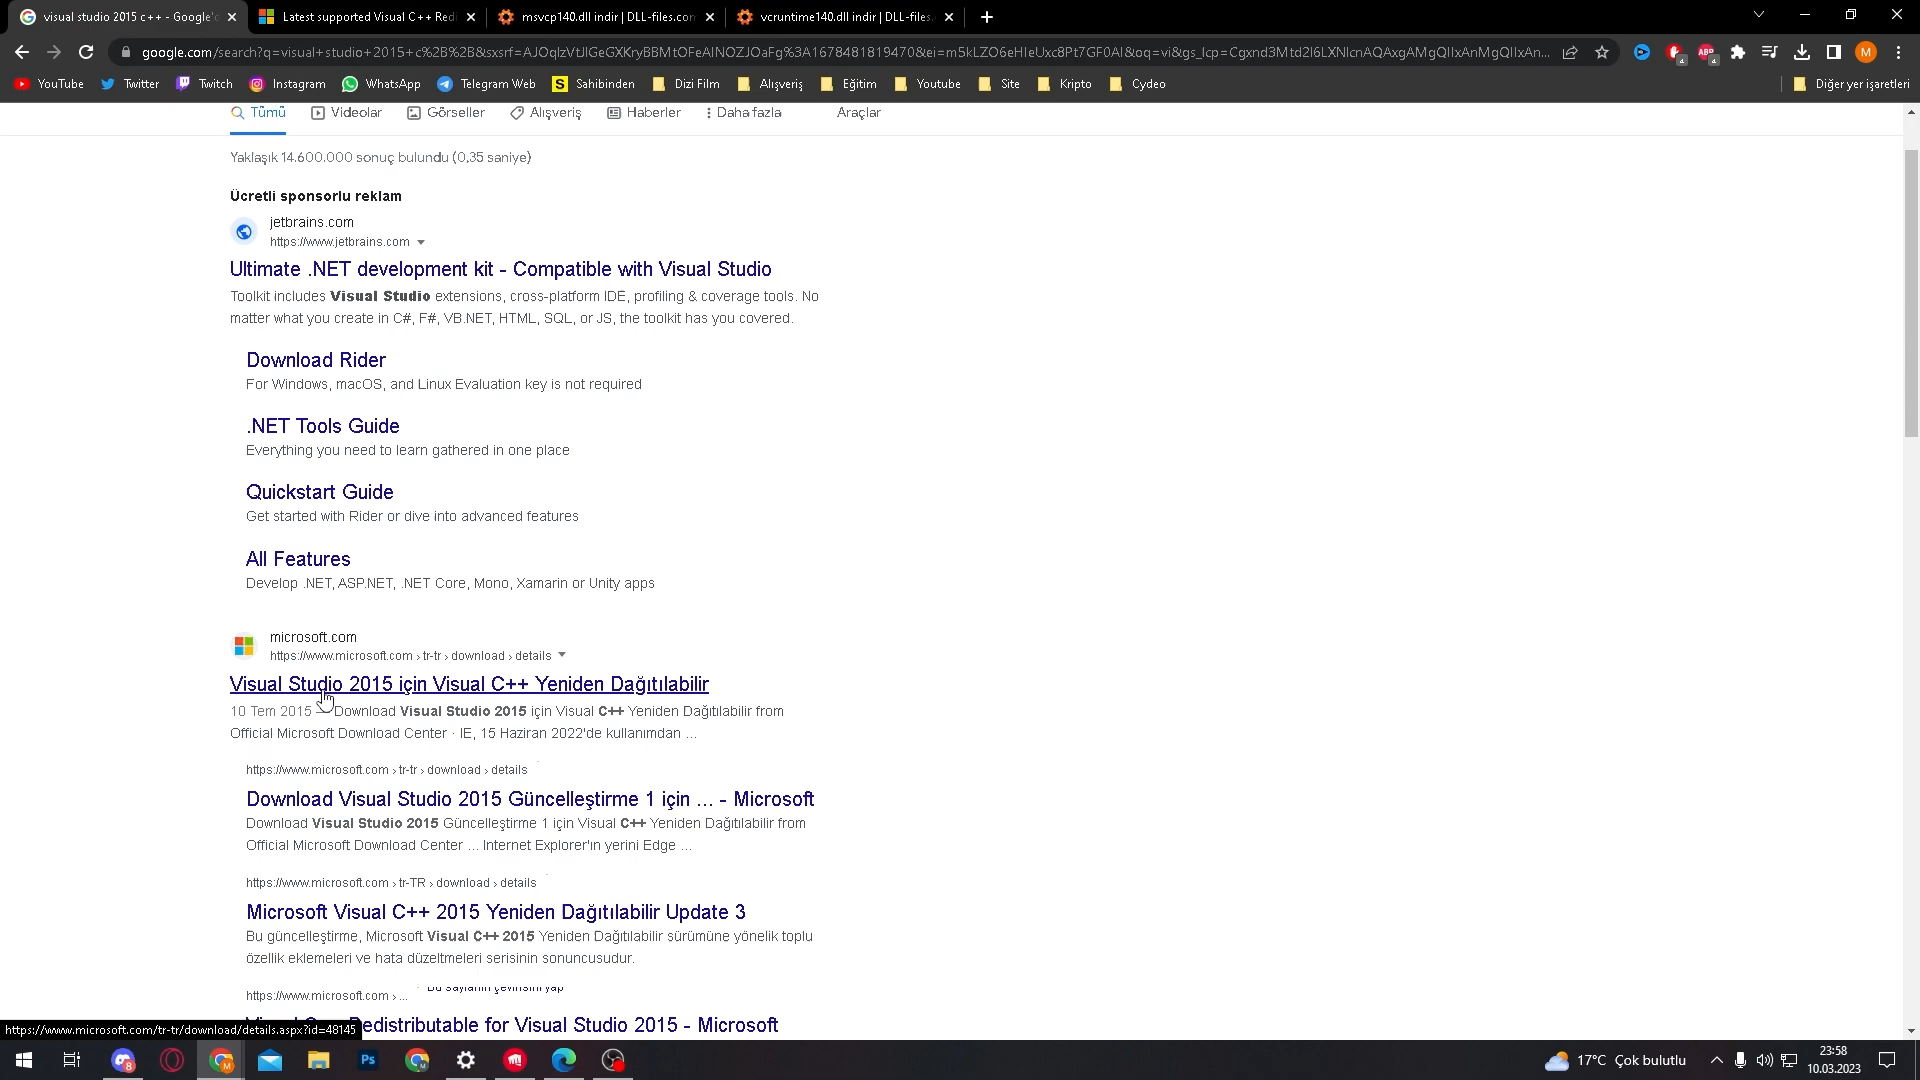 visual studio 2015 c++ - Google'd
Latest supported Visual C++ Redi
msvcp140.dll indir | DLL-files.com
vcruntime140.dll indir | DLL-files.
google.com/search?q=visual+studio+2015+c%2B%2B&sxsrf=AJOqlzVtJlGeGXKryBBMtOFeAINOZJOaFg%3A1678481819470&ei=m5kLZO6eHIeUxc8Pt7GF0AI&oq=vi&gs_lcp=Cgxnd3Mtd2l6LXNlcnAQAxgAMgQIIxAnMgQIIxAn...
YouTube
Twitter
Twitch
Instagram
WhatsApp
Telegram Web
Sahibinden
Dizi Film
Alışveriş
Eğitim
Youtube
Site
Kripto
Cydeo
Diğer yer işaretleri
Tümü
Videolar
Görseller
Alışveriş
Haberler
Daha fazla
Araçlar
Yaklaşık 14.600.000 sonuç bulundu (0,35 saniye)
Ücretli sponsorlu reklam
jetbrains.com
https://www.jetbrains.com
Ultimate .NET development kit - Compatible with Visual Studio
Toolkit includes Visual Studio extensions, cross-platform IDE, profiling & coverage tools. No
matter what you create in C#, F#, VB.NET, HTML, SQL, or JS, the toolkit has you covered.
Download Rider
For Windows, macOS, and Linux Evaluation key is not required
.NET Tools Guide
Everything you need to learn gathered in one place
Quickstart Guide
Get started with Rider or dive into advanced features
All Features
Develop .NET, ASP.NET, .NET Core, Mono, Xamarin or Unity apps
microsoft.com
https://www.microsoft.com › tr-tr › download › details
Visual Studio 2015 için Visual C++ Yeniden Dağıtılabilir
10 Tem 2015 — Download Visual Studio 2015 için Visual C++ Yeniden Dağıtılabilir from
Official Microsoft Download Center · IE, 15 Haziran 2022'de kullanımdan ...
https://www.microsoft.com › tr-tr › download › details
Download Visual Studio 2015 Güncelleştirme 1 için ... - Microsoft
Download Visual Studio 2015 Güncelleştirme 1 için Visual C++ Yeniden Dağıtılabilir from
Official Microsoft Download Center ... Internet Explorer'ın yerini Edge ...
https://www.microsoft.com › tr-TR › download › details
Microsoft Visual C++ 2015 Yeniden Dağıtılabilir Update 3
Bu güncelleştirme, Microsoft Visual C++ 2015 Yeniden Dağıtılabilir sürümüne yönelik toplu
özellik eklemeleri ve hata düzeltmeleri serisinin sonuncusudur.
https://www.microsoft.com › ...
Bu sayfanın çevirisini yap
Redistributable for Visual Studio 2015 - Microsoft
https://www.microsoft.com/tr-tr/download/details.aspx?id=48145
Ps
17°C Çok bulutlu
23:58
10.03.2023